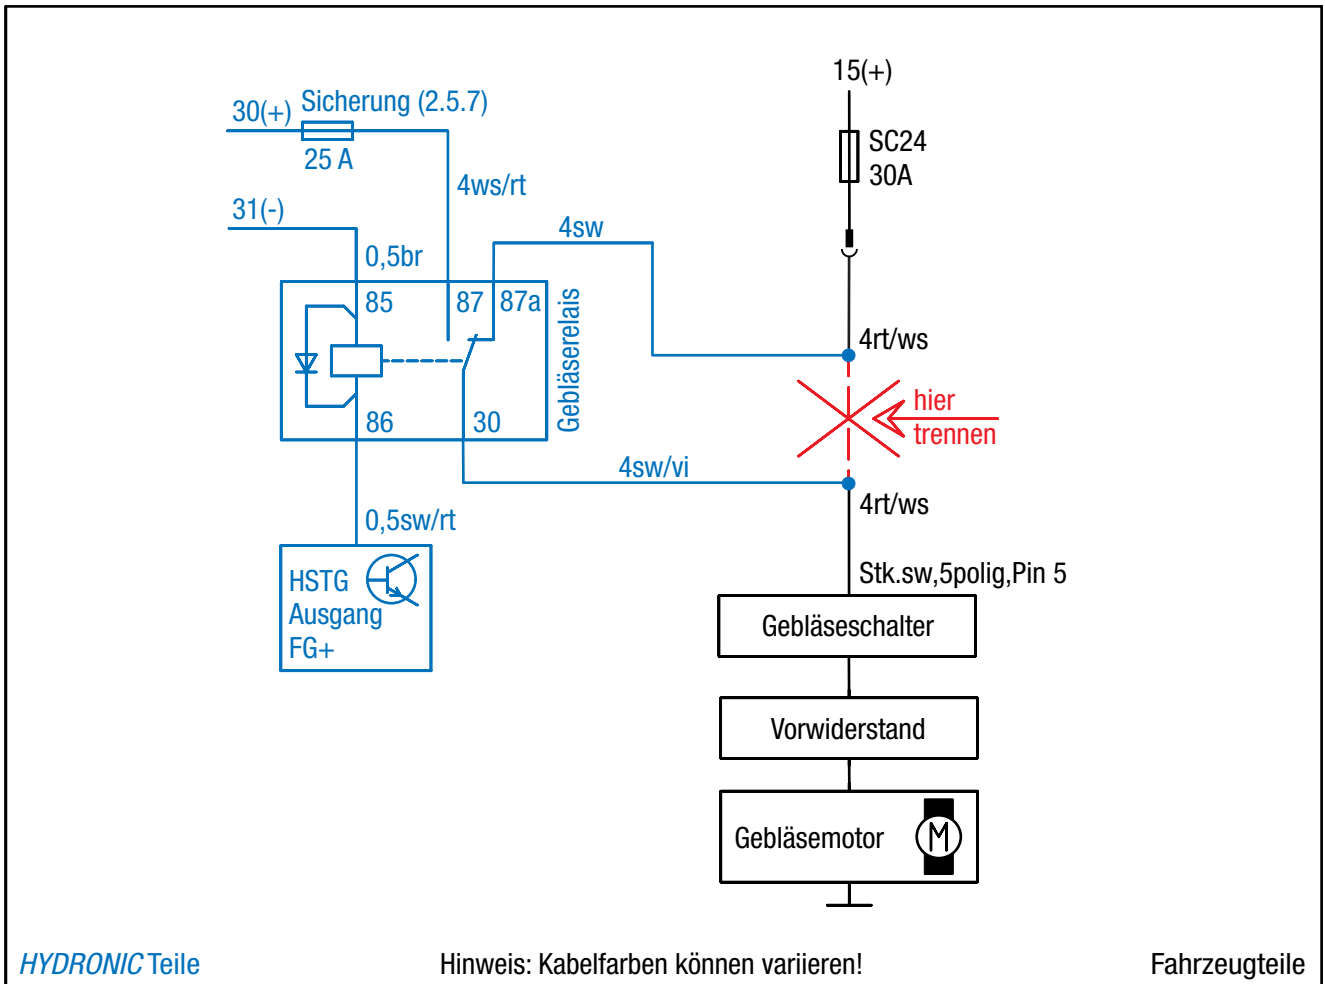 15(+)
30(+)
Sicherung (2.5.7)
25 A
SC24
30A
4ws/rt
31(-)
4sw
0,5br
85
87
87a
Gebläserelais
4rt/ws
hier
trennen
86
30
4sw/vi
4rt/ws
0,5sw/rt
HSTG
Ausgang
FG+
Stk.sw,5polig,Pin 5
Gebläseschalter
Vorwiderstand
Gebläsemotor
M
HYDRONIC Teile
Hinweis: Kabelfarben können variieren!
Fahrzeugteile